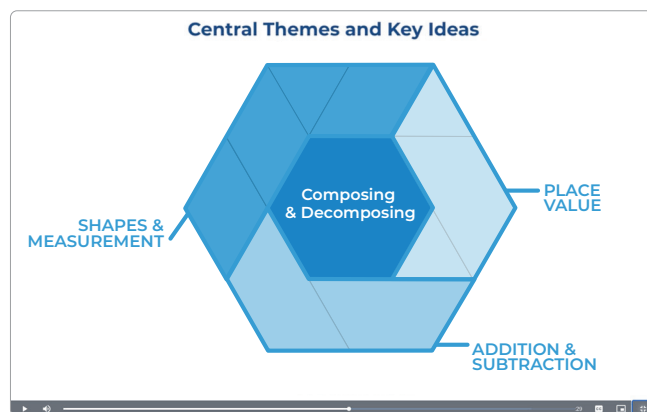 Central Themes and Key Ideas
Composing
& Decomposing
PLACE
VALUE
SHAPES &
MEASUREMENT
ADDITION &
SUBTRACTION